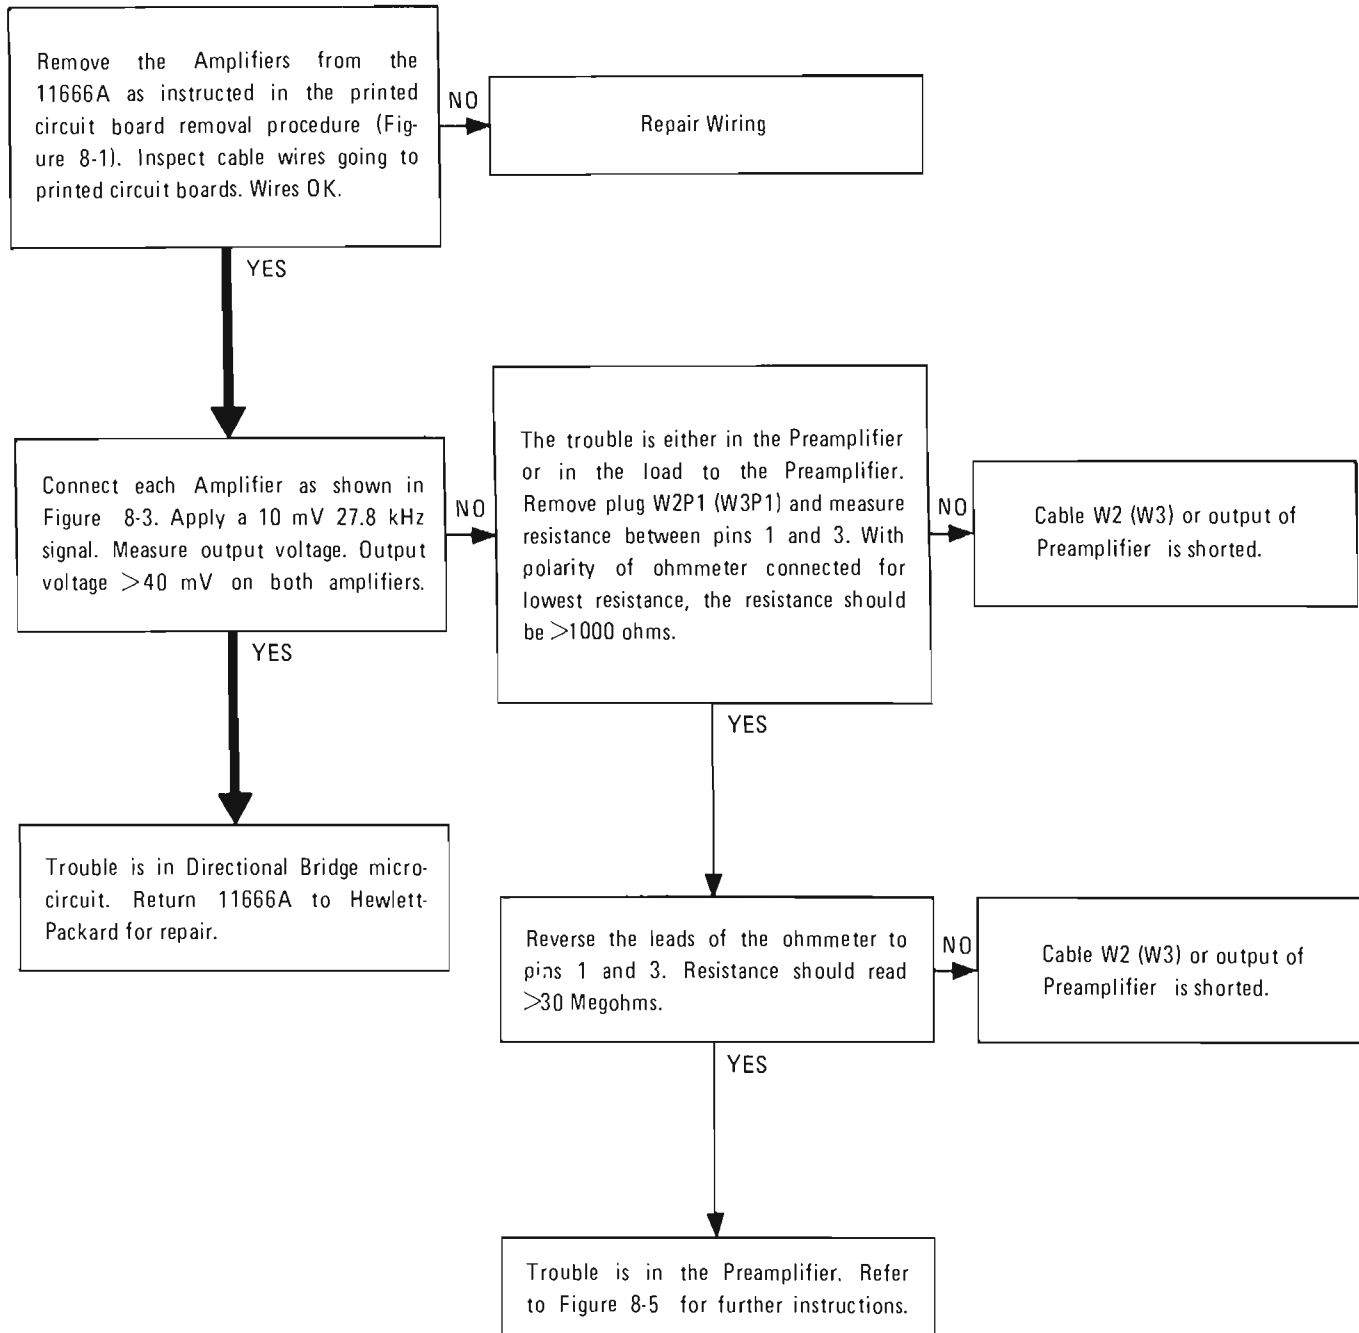 Remove the Amplifiers from the
11666A as instructed in the printed
circuit board removal procedure (Fig-
ure 8-1). Inspect cable wires going to
printed circuit boards. Wires OK.
NO
Repair Wiring
YES
Connect each Amplifier as shown in
Figure 8-3. Apply a 10 mV 27.8 kHz
signal. Measure output voltage. Output
voltage >40 mV on both amplifiers.
NO
The trouble is either in the Preamplifier
or in the load to the Preamplifier.
Remove plug W2P1 (W3P1) and measure
resistance between pins 1 and 3. With
polarity of ohmmeter connected for
lowest resistance, the resistance should
be >1000 ohms.
NO
Cable W2 (W3) or output of
Preamplifier is shorted.
YES
YES
Trouble is in Directional Bridge micro-
circuit. Return 11666A to Hewlett-
Packard for repair.
Reverse the leads of the ohmmeter to
pins 1 and 3. Resistance should read
>30 Megohms.
NO
Cable W2 (W3) or output of
Preamplifier is shorted.
YES
Trouble is in the Preamplifier. Refer
to Figure 8-5 for further instructions.